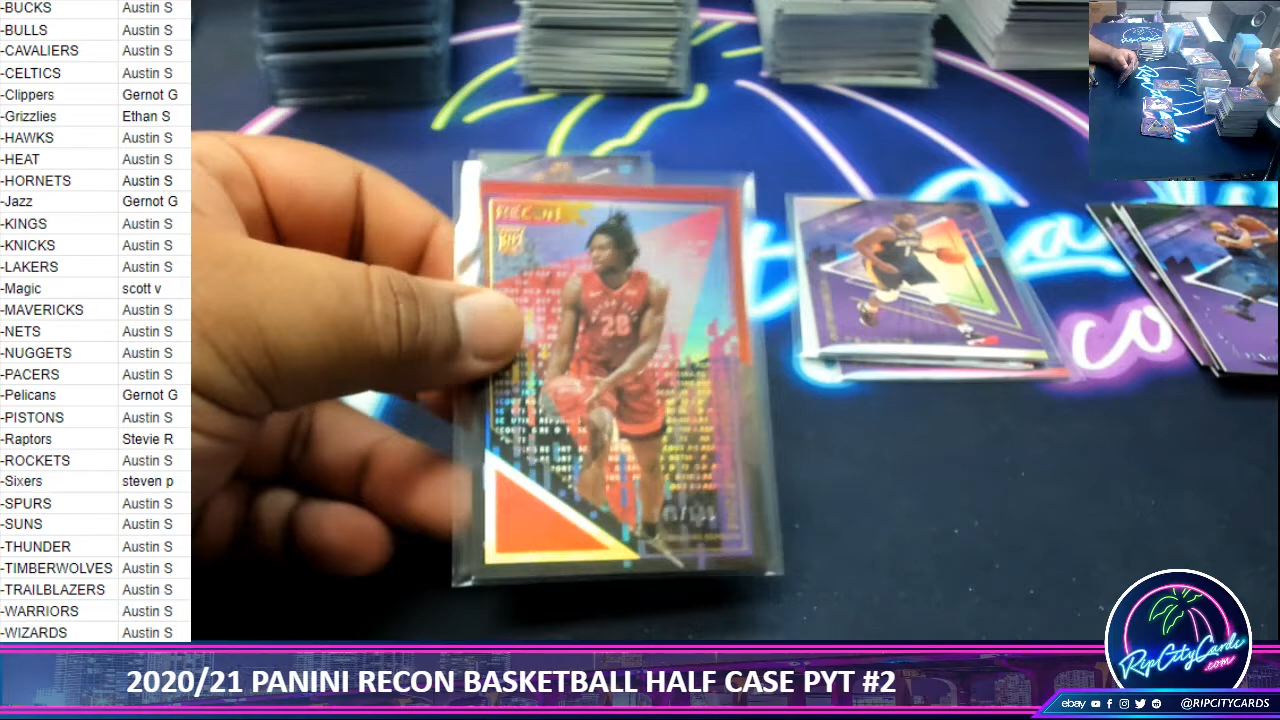 -BUCKS Austin S
-BULLS Austin S
-CAVALIERS Austin S
-CELTICS Austin S
-Clippers Gernot G
-Grizzlies Ethan S
-HAWKS Austin S
-HEAT Austin S
-HORNETS Austin S
-Jazz Gernot G
-KINGS Austin S
-KNICKS Austin S
-LAKERS Austin S
-Magic scott v
-MAVERICKS Austin S
-NETS Austin S
-NUGGETS Austin S
-PACERS Austin S
-Pelicans Gernot G
-PISTONS Austin S
-Raptors Stevie R
-ROCKETS Austin S
-Sixers steven p
-SPURS Austin S
-SUNS Austin S
-THUNDER Austin S
-TIMBERWOLVES Austin S
-TRAILBLAZERS Austin S
-WARRIORS Austin S
-WIZARDS Austin S
RECON
28
co
2020/21 PANINI RECON BASKETBALL HALF CASE PYT #2
RipCityCards
.com
ebay @RIPCITYCARDS